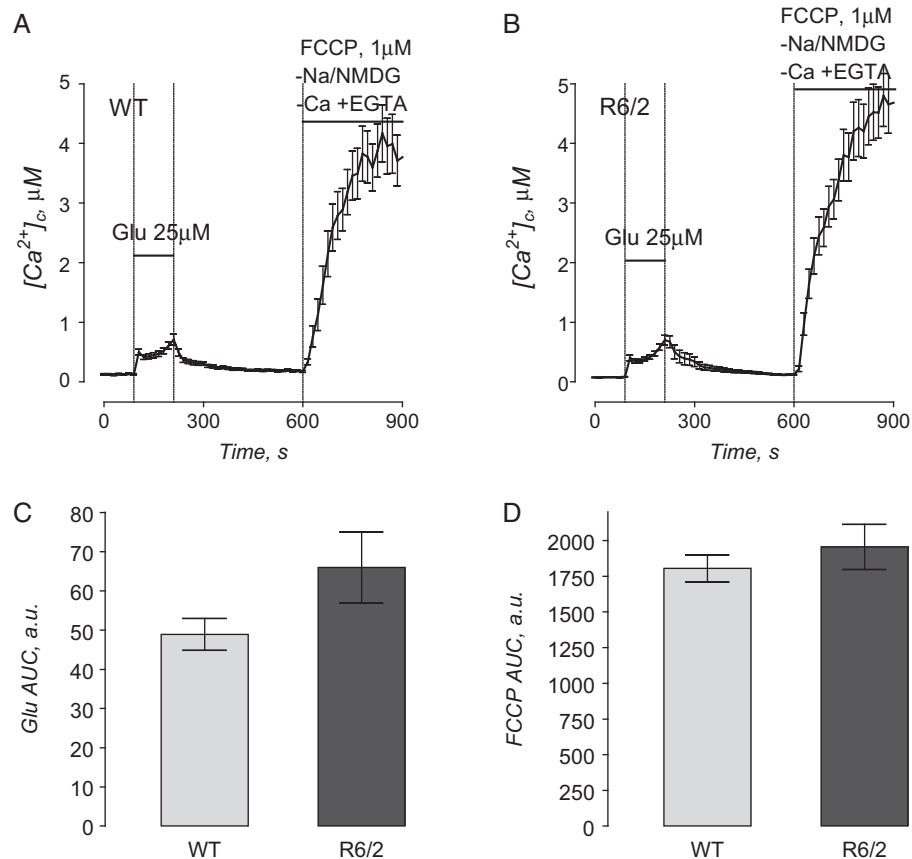 A
FCCP, 1μM
-Na/NMDG
-Ca +EGTA
WT
Glu 25μM
[Ca²⁺]c, μM
5
4
3
2
1
0
0 300 600 900
Time, s
B
FCCP, 1μM
-Na/NMDG
-Ca +EGTA
R6/2
Glu 25μM
[Ca²⁺]c, μM
5
4
3
2
1
0
0 300 600 900
Time, s
C
Glu AUC, a.u.
80
70
60
50
40
30
20
10
0
WT R6/2
D
FCCP AUC, a.u.
2000
1750
1500
1250
1000
750
500
250
0
WT R6/2